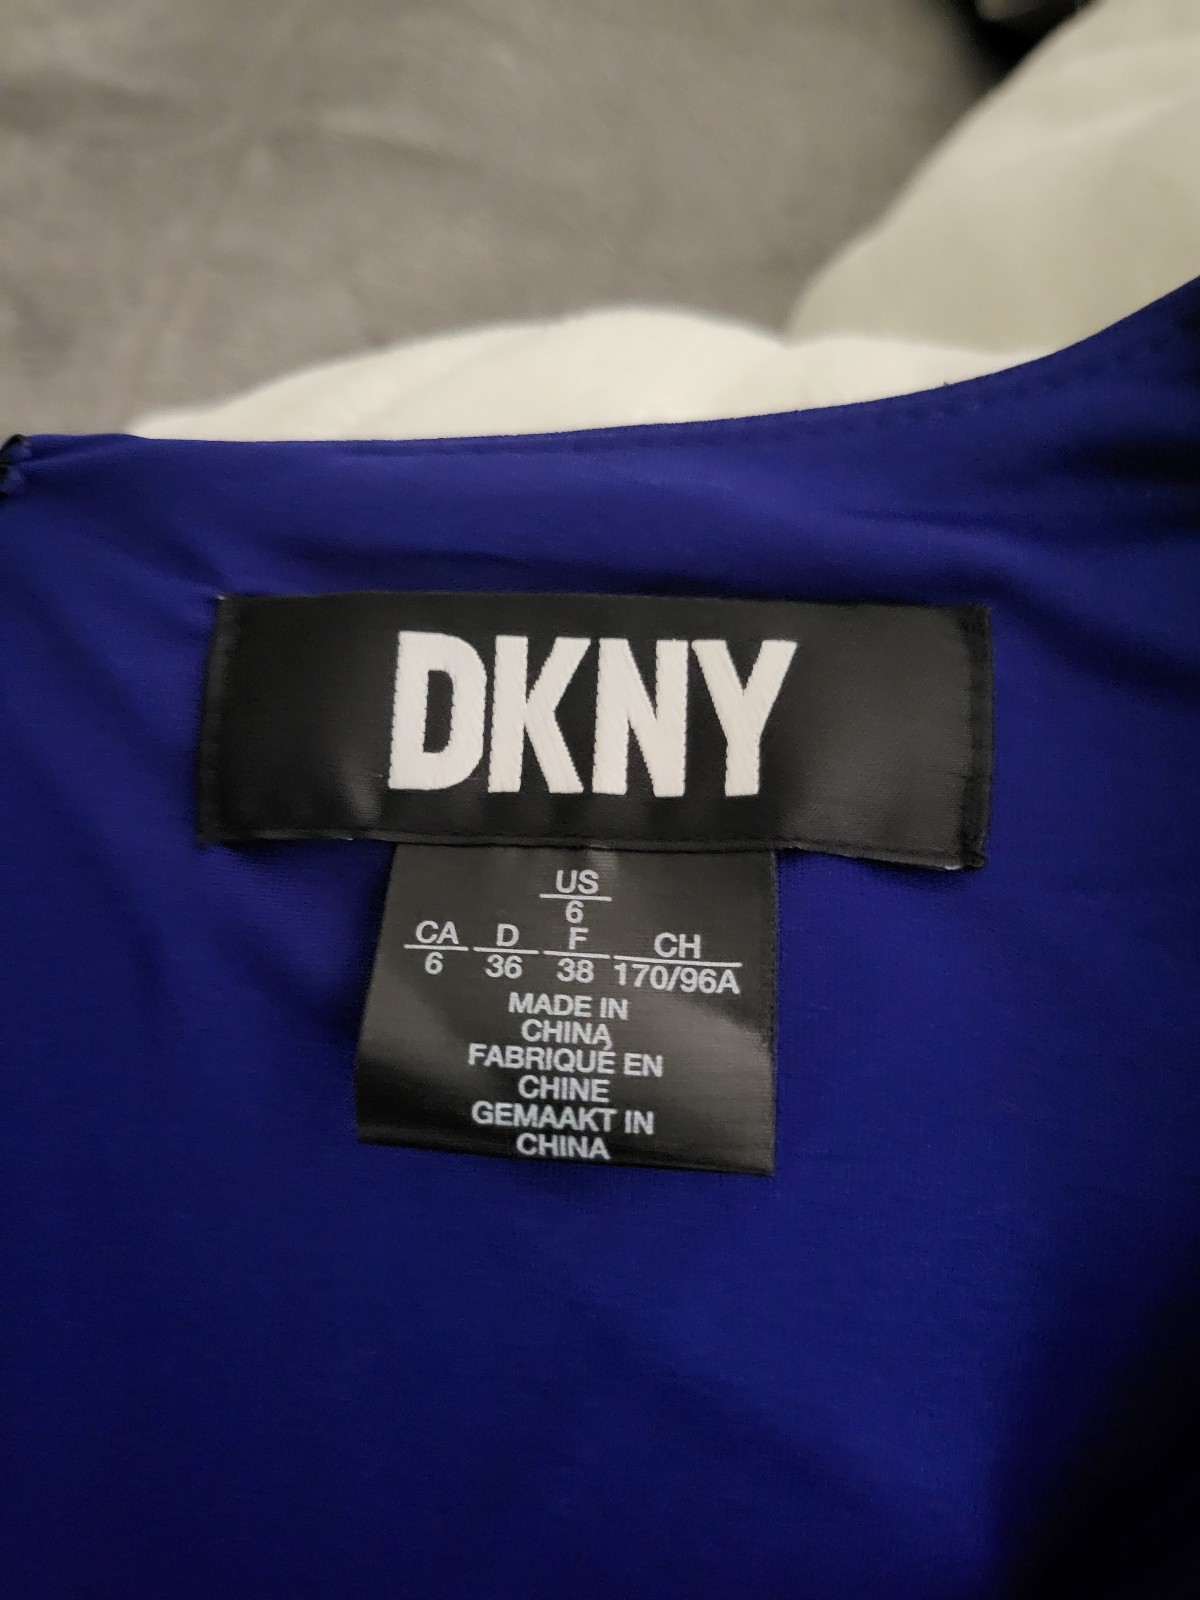 DKNY
US
6
CA D F CH
6 36 38 170/96A
MADE IN
CHINA
FABRIQUÉ EN
CHINE
GEMAAKT IN
CHINA